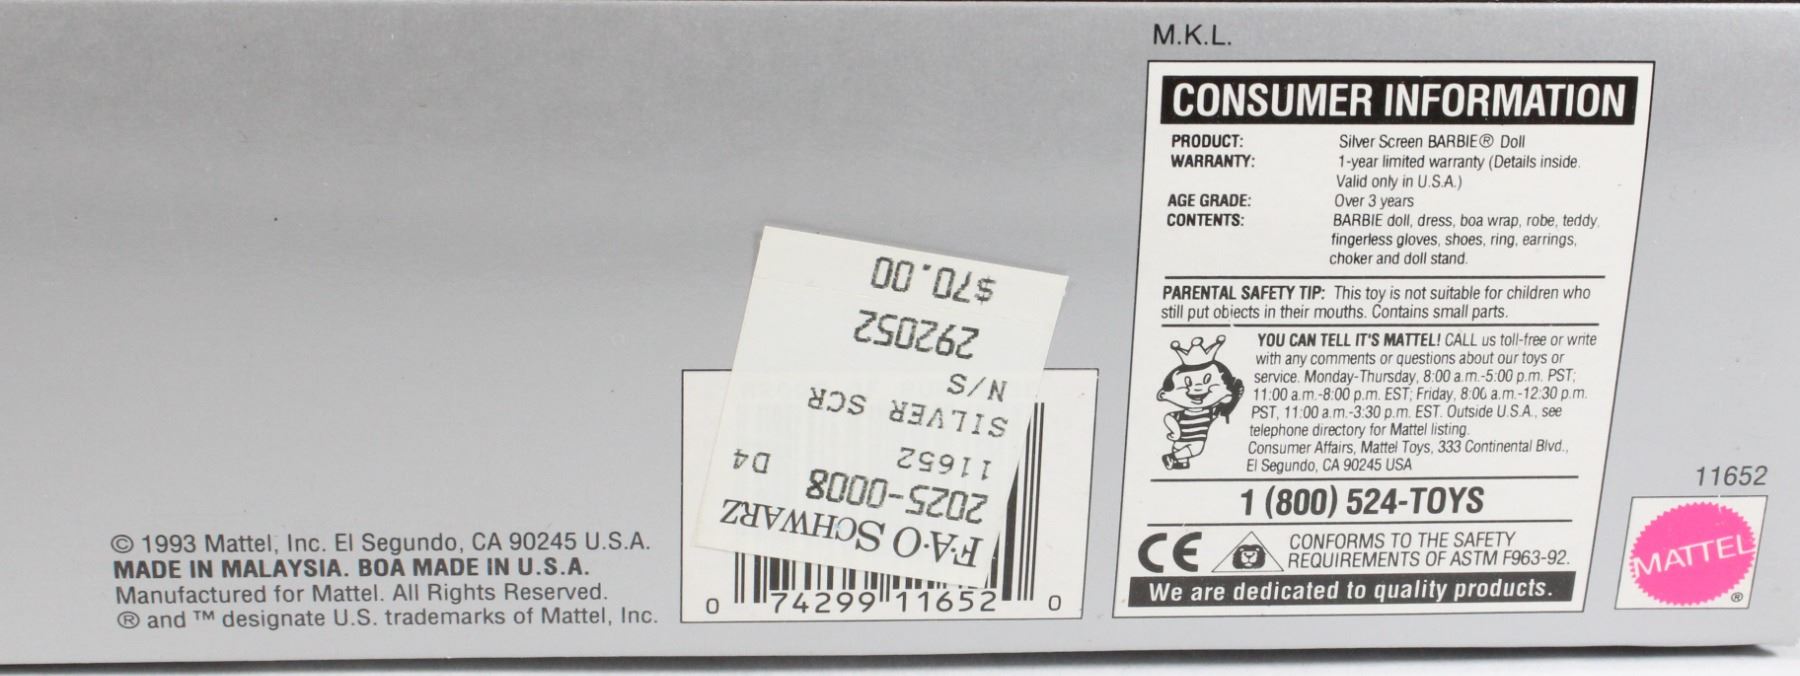 M.K.L.
CONSUMER INFORMATION
PRODUCT: Silver Screen BARBIE® Doll
WARRANTY: 1-year limited warranty (Details inside.
Valid only in U.S.A.)
AGE GRADE: Over 3 years
CONTENTS: BARBIE doll, dress, boa wrap, robe, teddy,
fingerless gloves, shoes, ring, earrings,
choker and doll stand.
PARENTAL SAFETY TIP: This toy is not suitable for children who
still put objects in their mouths. Contains small parts.
YOU CAN TELL IT'S MATTEL! CALL us toll-free or write
with any comments or questions about our toys or
service. Monday-Thursday, 8:00 a.m.-5:00 p.m. PST;
11:00 a.m.-8:00 p.m. EST; Friday, 8:00 a.m.-12:30 p.m.
PST, 11:00 a.m.-3:30 p.m. EST. Outside U.S.A., see
telephone directory for Mattel listing.
Consumer Affairs, Mattel Toys, 333 Continental Blvd.,
El Segundo, CA 90245 USA
1 (800) 524-TOYS
CE
CONFORMS TO THE SAFETY
REQUIREMENTS OF ASTM F963-92.
We are dedicated to quality products.
11652
MATTEL
®
F·A·O SCHWARZ
2025-0008 D4
11652
SILVER SCR
N/S
292052
$70.00
0 74299 11652 0
© 1993 Mattel, Inc. El Segundo, CA 90245 U.S.A.
MADE IN MALAYSIA. BOA MADE IN U.S.A.
Manufactured for Mattel. All Rights Reserved.
® and ™ designate U.S. trademarks of Mattel, Inc.